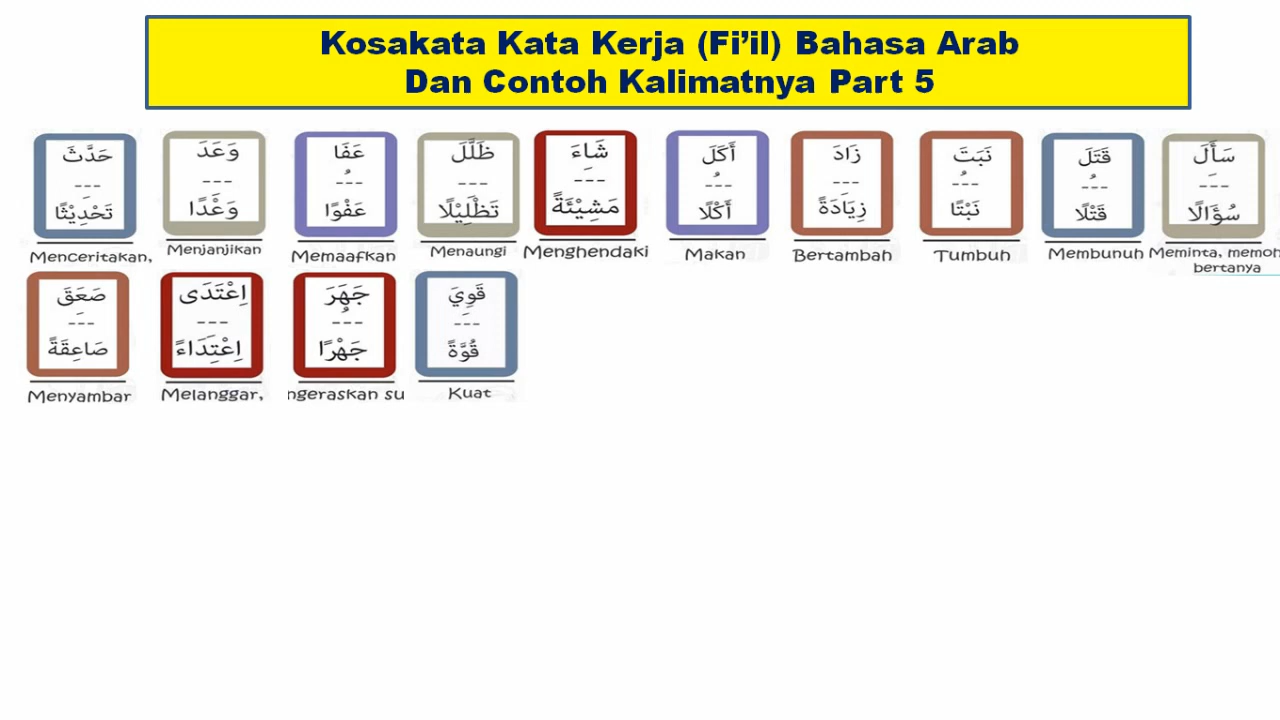 Kosakata Kata Kerja (Fi’il) Bahasa Arab
Dan Contoh Kalimatnya Part 5
حَدَّثَ
---
تَحْدِيْثًا
Menceritakan,
وَعَدَ
---
وَعْدًا
Menjanjikan
عَفَا
---
عَفْوًا
Memaafkan
ظَلَّلَ
---
تَظْلِيْلًا
Menaungi
شَاءَ
---
مَشِيْئَةً
Menghendaki
أَكَلَ
---
أَكْلًا
Makan
زَادَ
---
زِيَادَةً
Bertambah
نَبَتَ
---
نَبْتًا
Tumbuh
قَتَلَ
---
قَتْلًا
Membunuh
سَأَلَ
---
سُؤَالًا
Meminta, memoh
bertanya
صَعَقَ
---
صَاعِقَةً
Menyambar
اِعْتَدَى
---
اِعْتِدَاءً
Melanggar,
جَهَرَ
---
جَهْرًا
ngeraskan su
قَوِيَ
---
قُوَّةً
Kuat